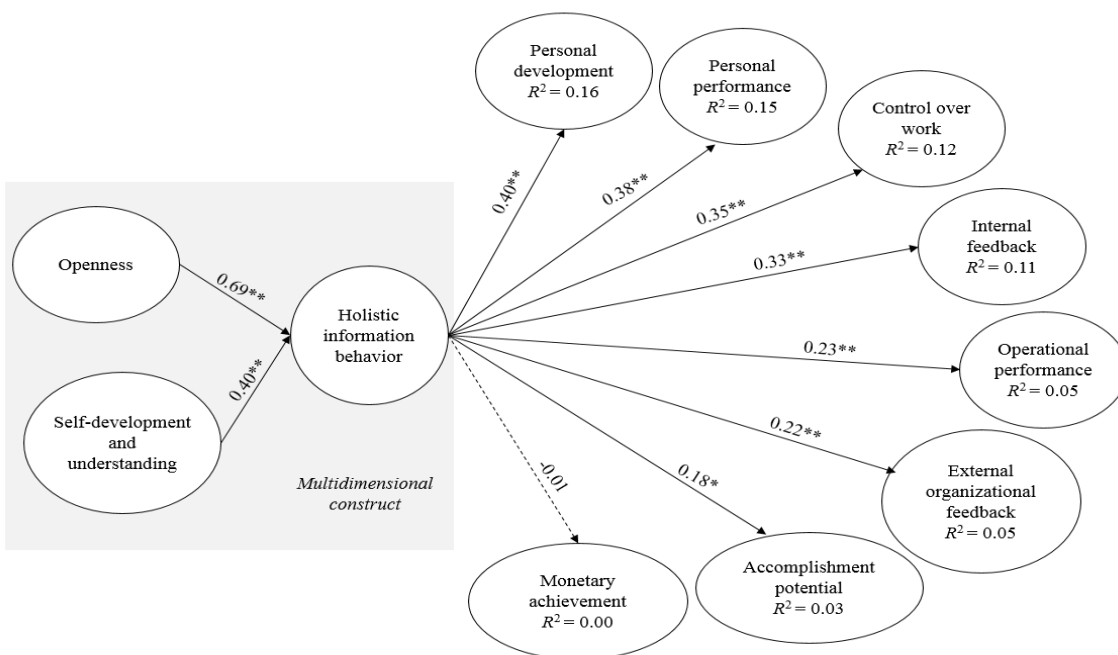 Personal
development
R² = 0.16
Personal
performance
R² = 0.15
Control over
work
R² = 0.12
Internal
feedback
R² = 0.11
Operational
performance
R² = 0.05
External
organizational
feedback
R² = 0.05
Accomplishment
potential
R² = 0.03
Monetary
achievement
R² = 0.00
Openness
Self-development
and
understanding
Holistic
information
behavior
Multidimensional
construct
0.69**
0.40**
0.40**
0.38**
0.35**
0.33**
0.23**
0.22**
0.18*
-0.01